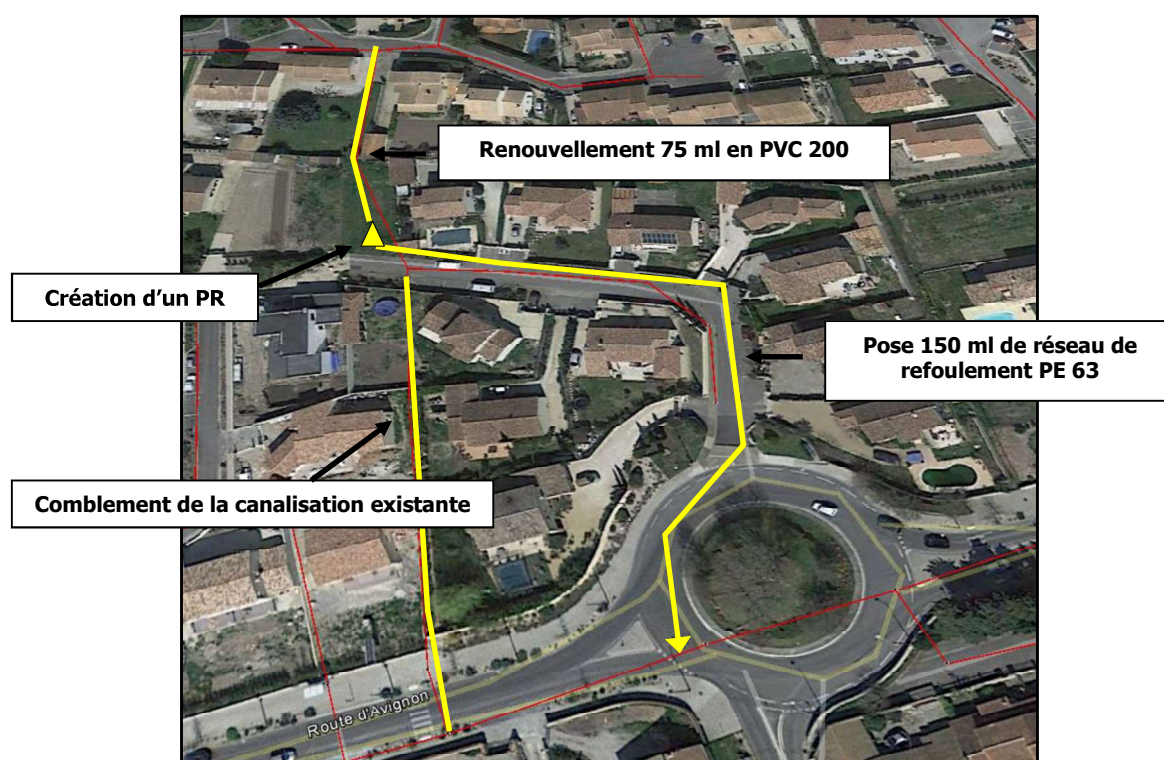 Renouvellement 75 ml en PVC 200
Création d'un PR
Pose 150 ml de réseau de
refoulement PE 63
Comblement de la canalisation existante
Route d'Avignon